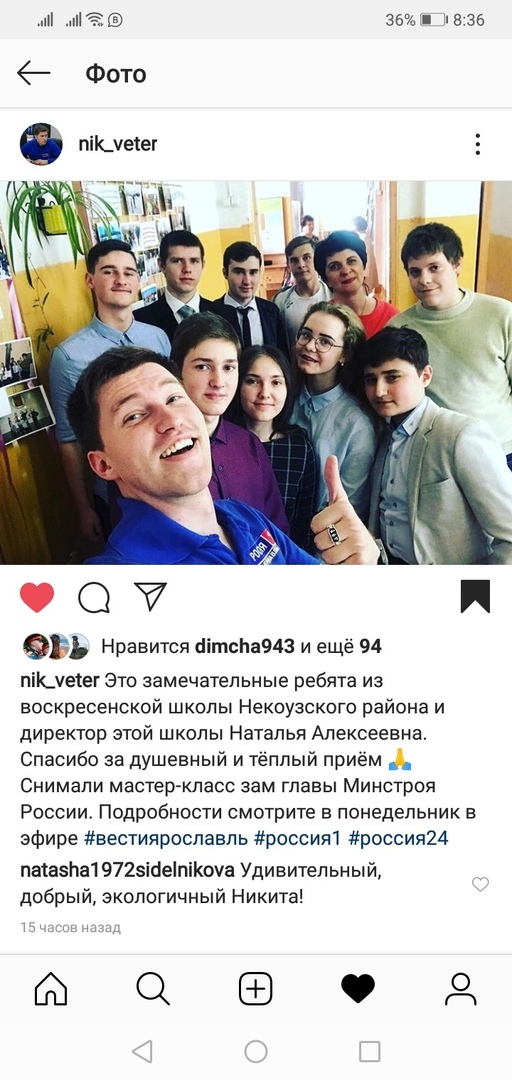 36% 8:36
Фото
nik_veter
Нравится dimcha943 и ещё 94
nik_veter Это замечательные ребята из
воскресенской школы Некоузского района и
директор этой школы Наталья Алексеевна.
Спасибо за душевный и тёплый приём 🙏
Снимали мастер-класс зам главы Минстроя
России. Подробности смотрите в понедельник в
эфире #вестиярославль #россия1 #россия24
natasha1972sidelnikova Удивительный,
добрый, экологичный Никита!
15 часов назад